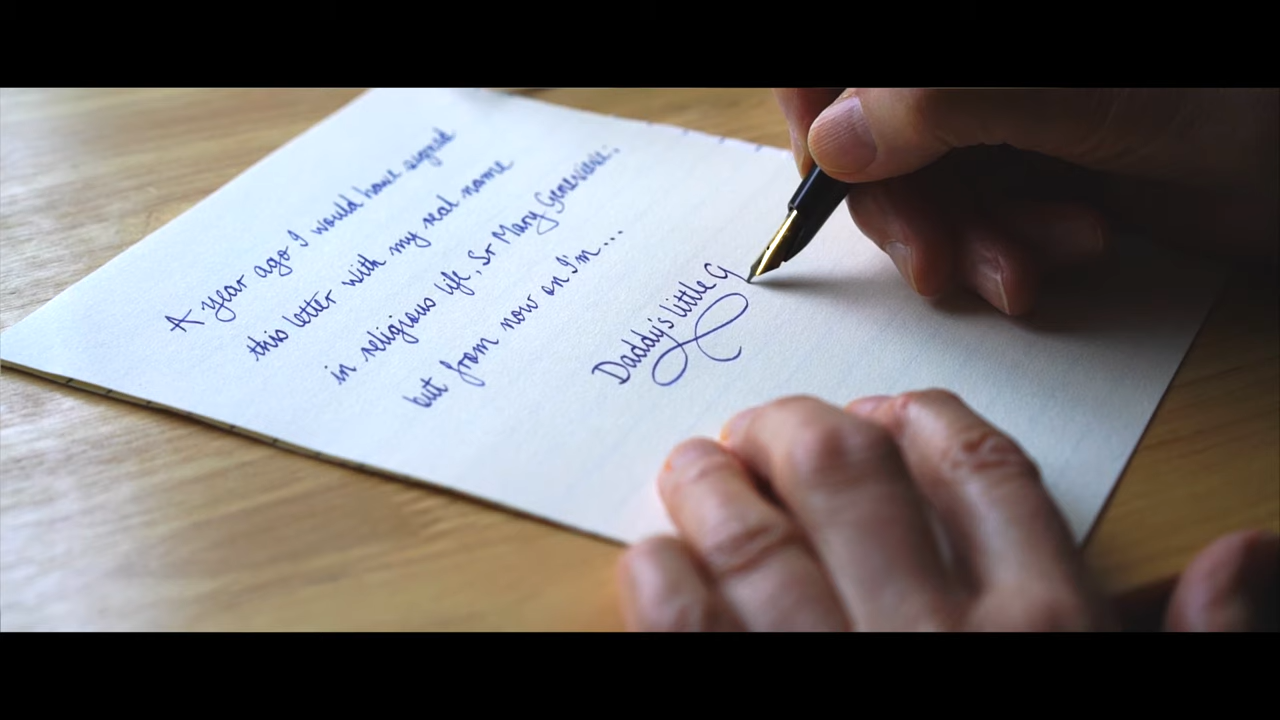 A year ago I would have signed
this letter with my real name
in religious life, Sr Mary Genevieve.
but from now on I'm....
Daddy's little G